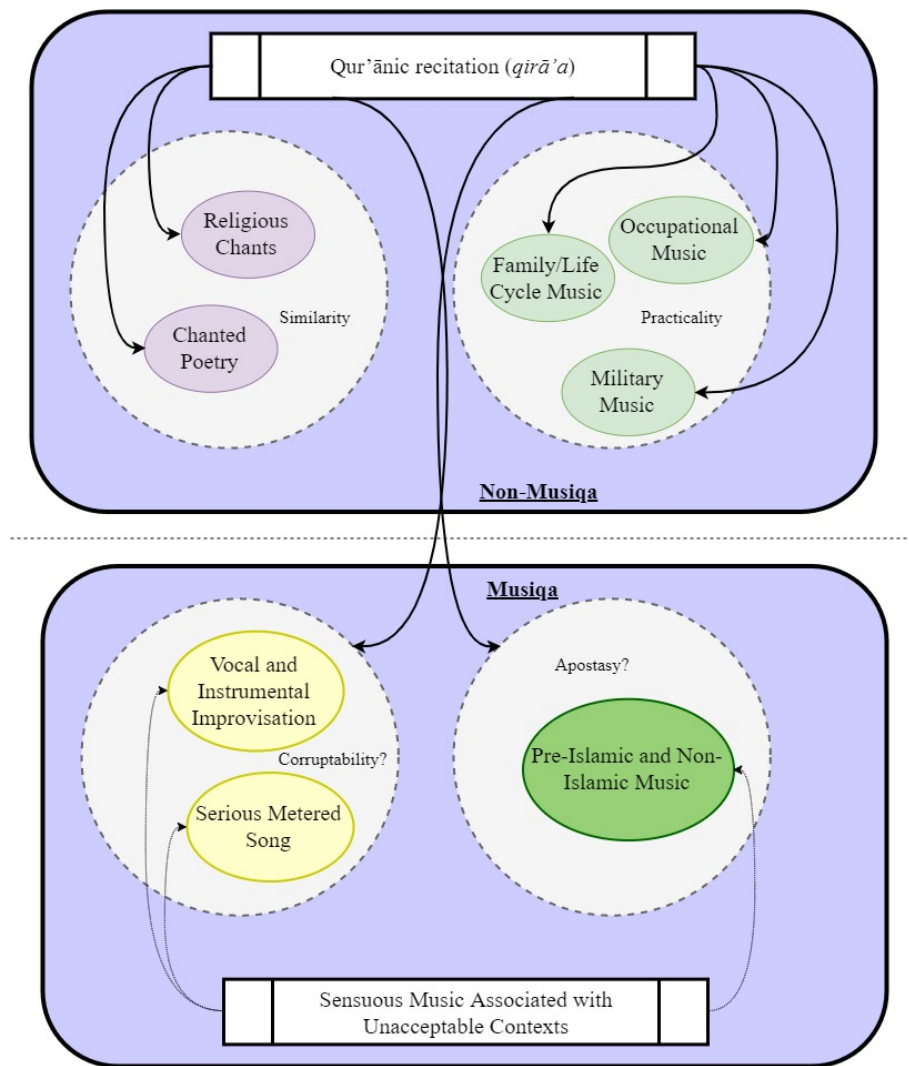 Qur’ānic recitation (qirā’a)
Religious
Chants
Chanted
Poetry
Similarity
Occupational
Music
Family/Life
Cycle Music
Practicality
Military
Music
Non-Musiqa
Musiqa
Vocal and
Instrumental
Improvisation
Corruptability?
Serious Metered
Song
Apostasy?
Pre-Islamic and Non-
Islamic Music
Sensuous Music Associated with
Unacceptable Contexts